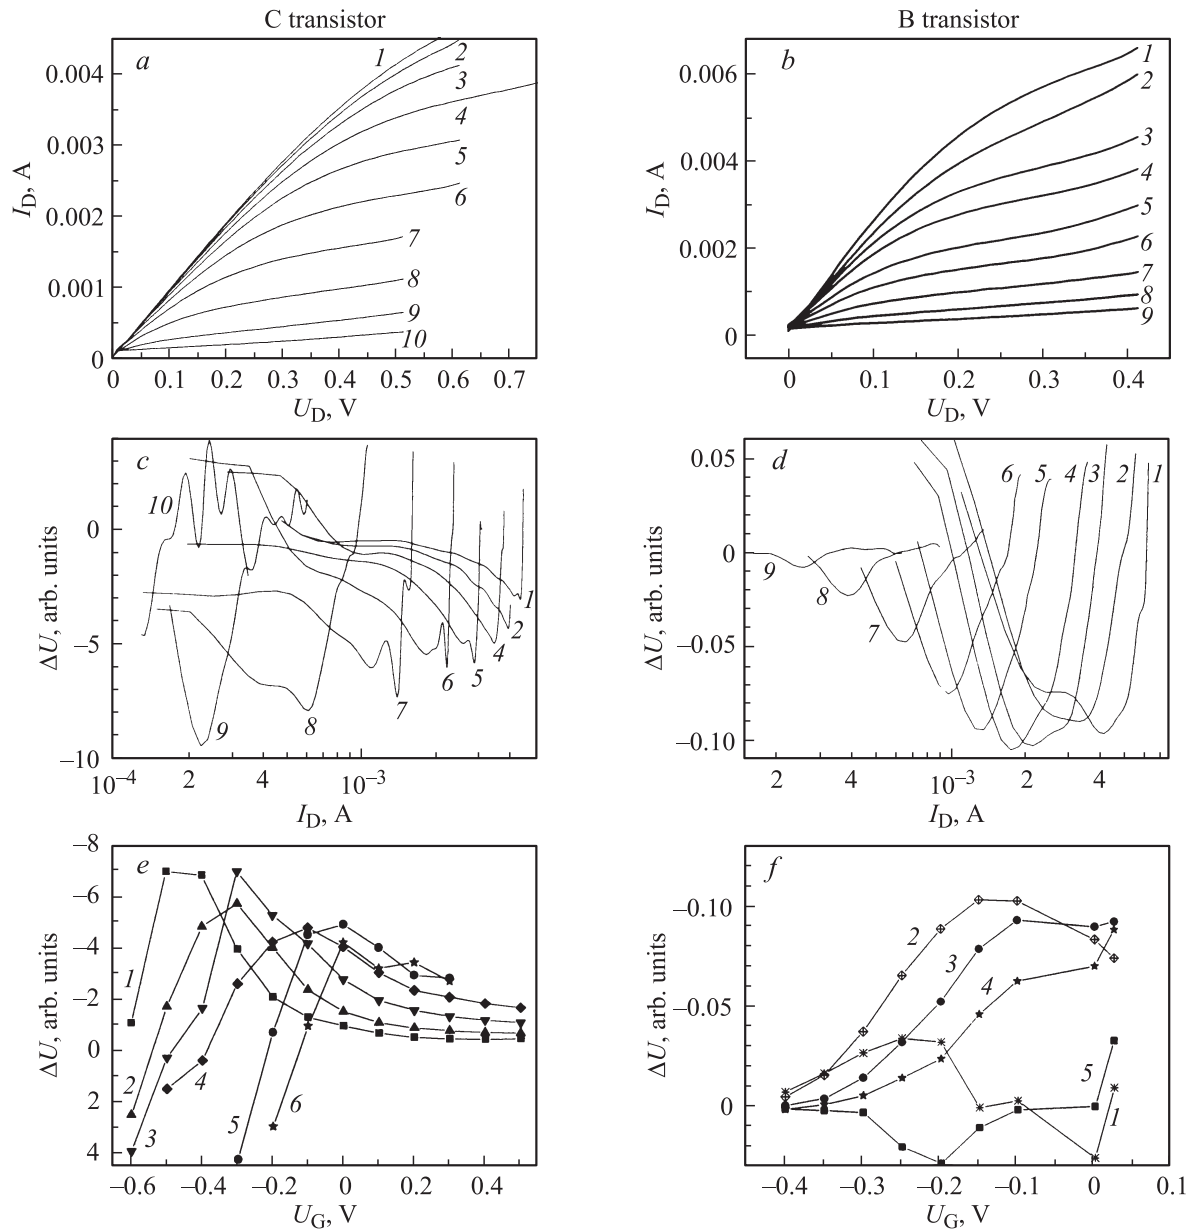 C transistor
B transistor
a
1
2
3
4
5
6
7
8
9
10
0.004
0.003
0.002
0.001
0
I_D, A
0 0.1 0.2 0.3 0.4 0.5 0.6 0.7
U_D, V
b
1
2
3
4
5
6
7
8
9
0.006
0.004
0.002
0
I_D, A
0 0.1 0.2 0.3 0.4
U_D, V
c
10
9
8
7
6
5
4
2
1
0
–5
–10
ΔU, arb. units
10^–4 2 4 10^–3
I_D, A
d
6 5 4 3 2 1
9
8
7
0.05
0
–0.05
–0.10
ΔU, arb. units
2 4 10^–3 2 4
I_D, A
e
1
2
3
4
5
6
–8
–6
–4
–2
0
2
4
ΔU, arb. units
–0.6 –0.4 –0.2 0 0.2 0.4
U_G, V
f
2
3
4
5
1
–0.10
–0.05
0
ΔU, arb. units
–0.4 –0.3 –0.2 –0.1 0 0.1
U_G, V